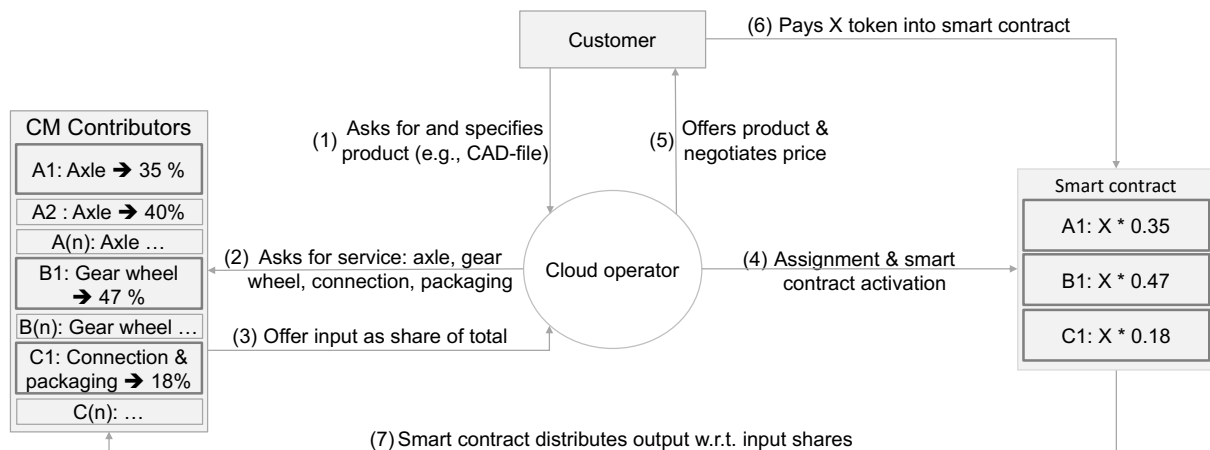 Customer
(6) Pays X token into smart contract
(1) Asks for and specifies
product (e.g., CAD-file)
(5) Offers product &
negotiates price
CM Contributors
A1: Axle ➔ 35 %
A2 : Axle ➔ 40%
A(n): Axle …
B1: Gear wheel
➔ 47 %
B(n): Gear wheel …
C1: Connection &
packaging ➔ 18%
C(n): …
(2) Asks for service: axle, gear
wheel, connection, packaging
(3) Offer input as share of total
Cloud operator
(4) Assignment & smart
contract activation
Smart contract
A1: X * 0.35
B1: X * 0.47
C1: X * 0.18
(7) Smart contract distributes output w.r.t. input shares